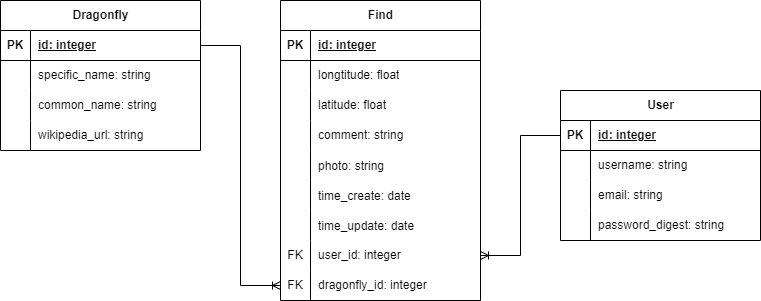 Dragonfly
PK id: integer
specific_name: string
common_name: string
wikipedia_url: string
Find
PK id: integer
longtitude: float
latitude: float
comment: string
photo: string
time_create: date
time_update: date
FK user_id: integer
FK dragonfly_id: integer
User
PK id: integer
username: string
email: string
password_digest: string